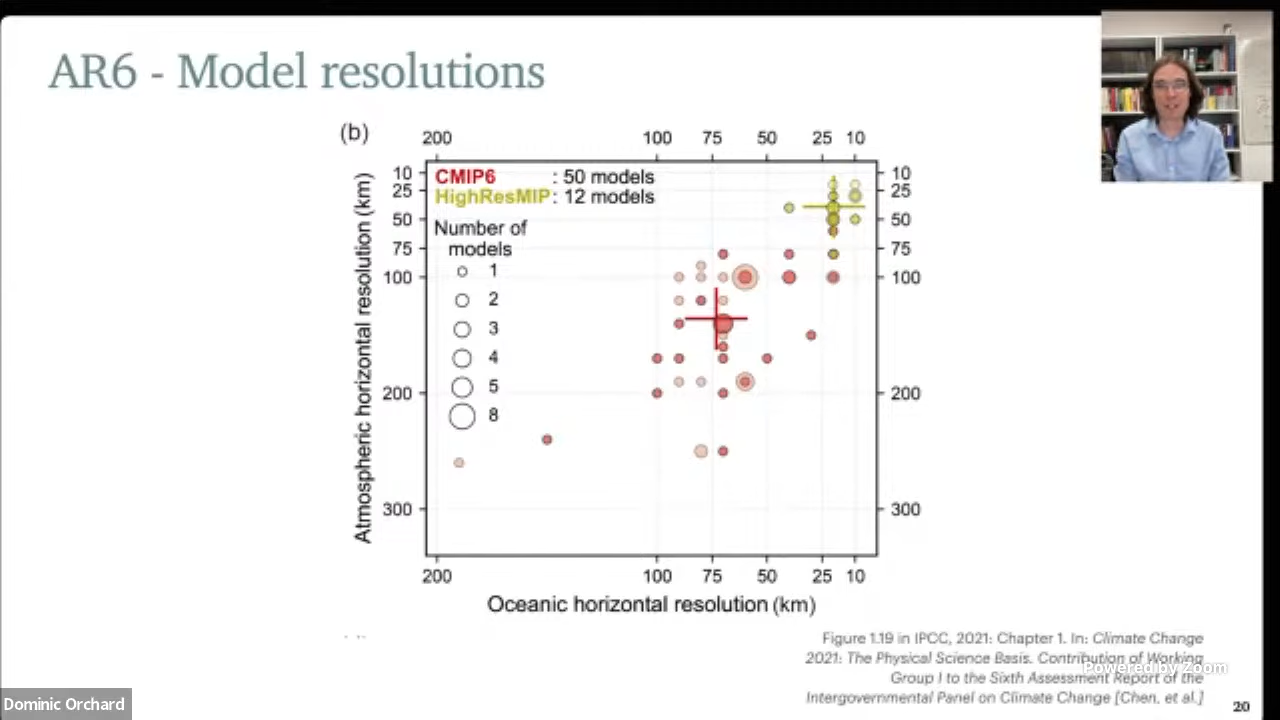 AR6 - Model resolutions
(b)
200 100 75 50 25 10
CMIP6 : 50 models
HighResMIP : 12 models
Number of
models
1
2
3
4
5
8
Atmospheric horizontal resolution (km)
10
25
50
75
100
200
300
10
25
50
75
100
200
300
200 100 75 50 25 10
Oceanic horizontal resolution (km)
Figure 1.19 in IPCC, 2021: Chapter 1. In: Climate Change
2021: The Physical Science Basis. Contribution of Working
Group I to the Sixth Assessment Report of the
Intergovernmental Panel on Climate Change [Chen, et al.]
Powered by Zoom
Dominic Orchard
20